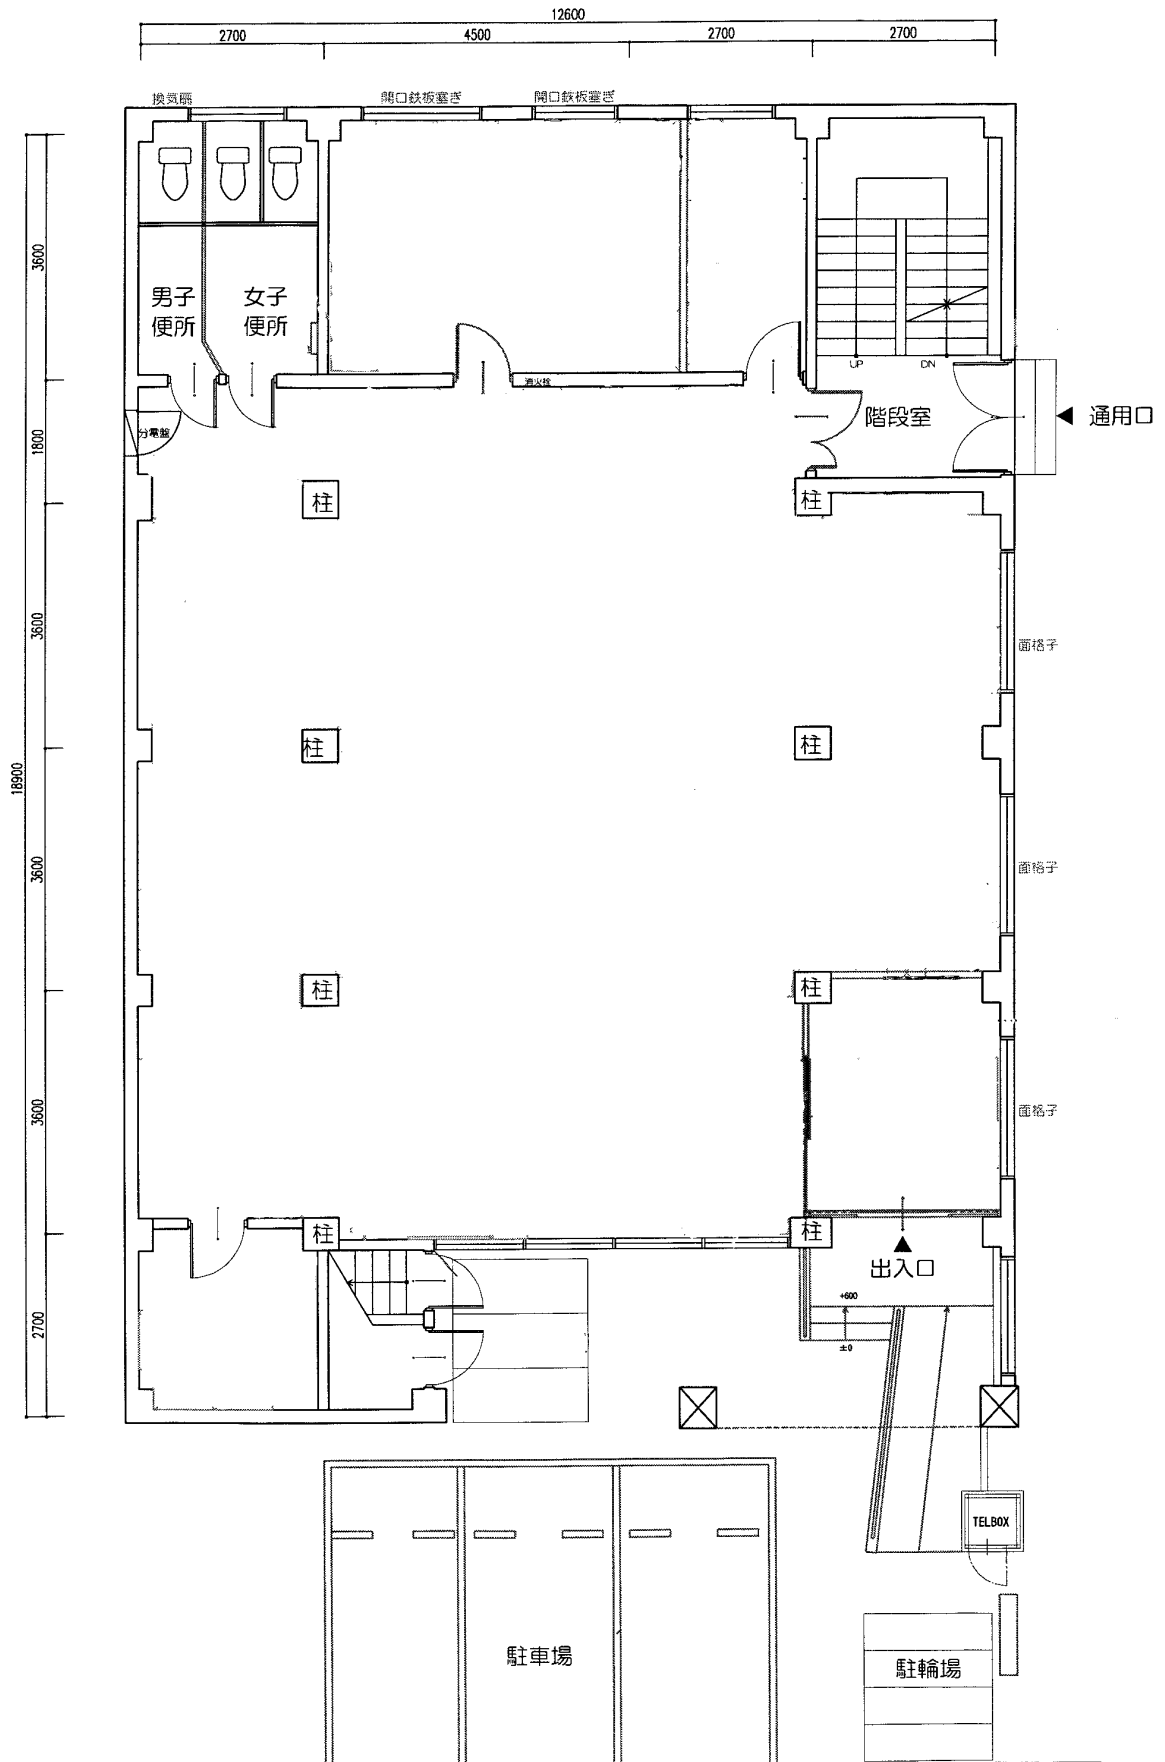 12600
2700
4500
2700
2700
換気扇
開口鉄板塞ぎ
開口鉄板塞ぎ
3600
男子
便所
女子
便所
消火栓
UP
DN
階段室
通用口
分電盤
1800
柱
柱
3600
面格子
柱
柱
18900
3600
面格子
柱
柱
3600
面格子
柱
柱
出入口
+600
±0
2700
TELBOX
駐車場
駐輪場